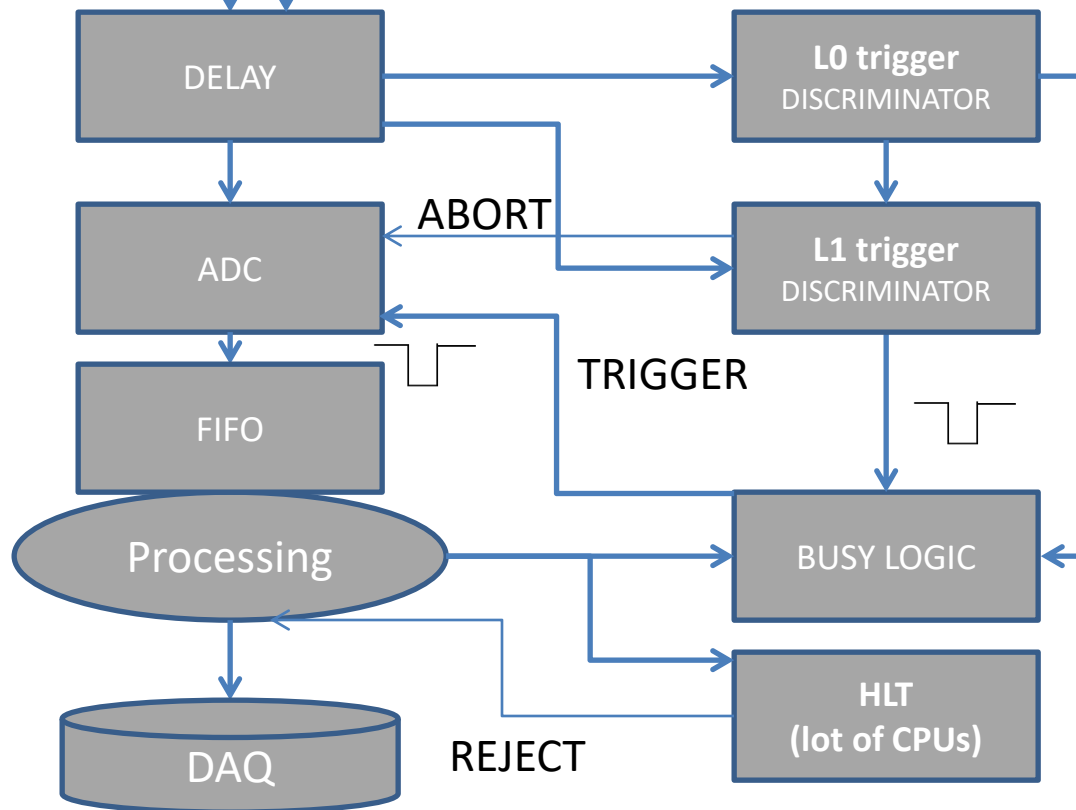 DELAY
L0 trigger
DISCRIMINATOR
ABORT
ADC
L1 trigger
DISCRIMINATOR
TRIGGER
FIFO
Processing
BUSY LOGIC
HLT
(lot of CPUs)
REJECT
DAQ